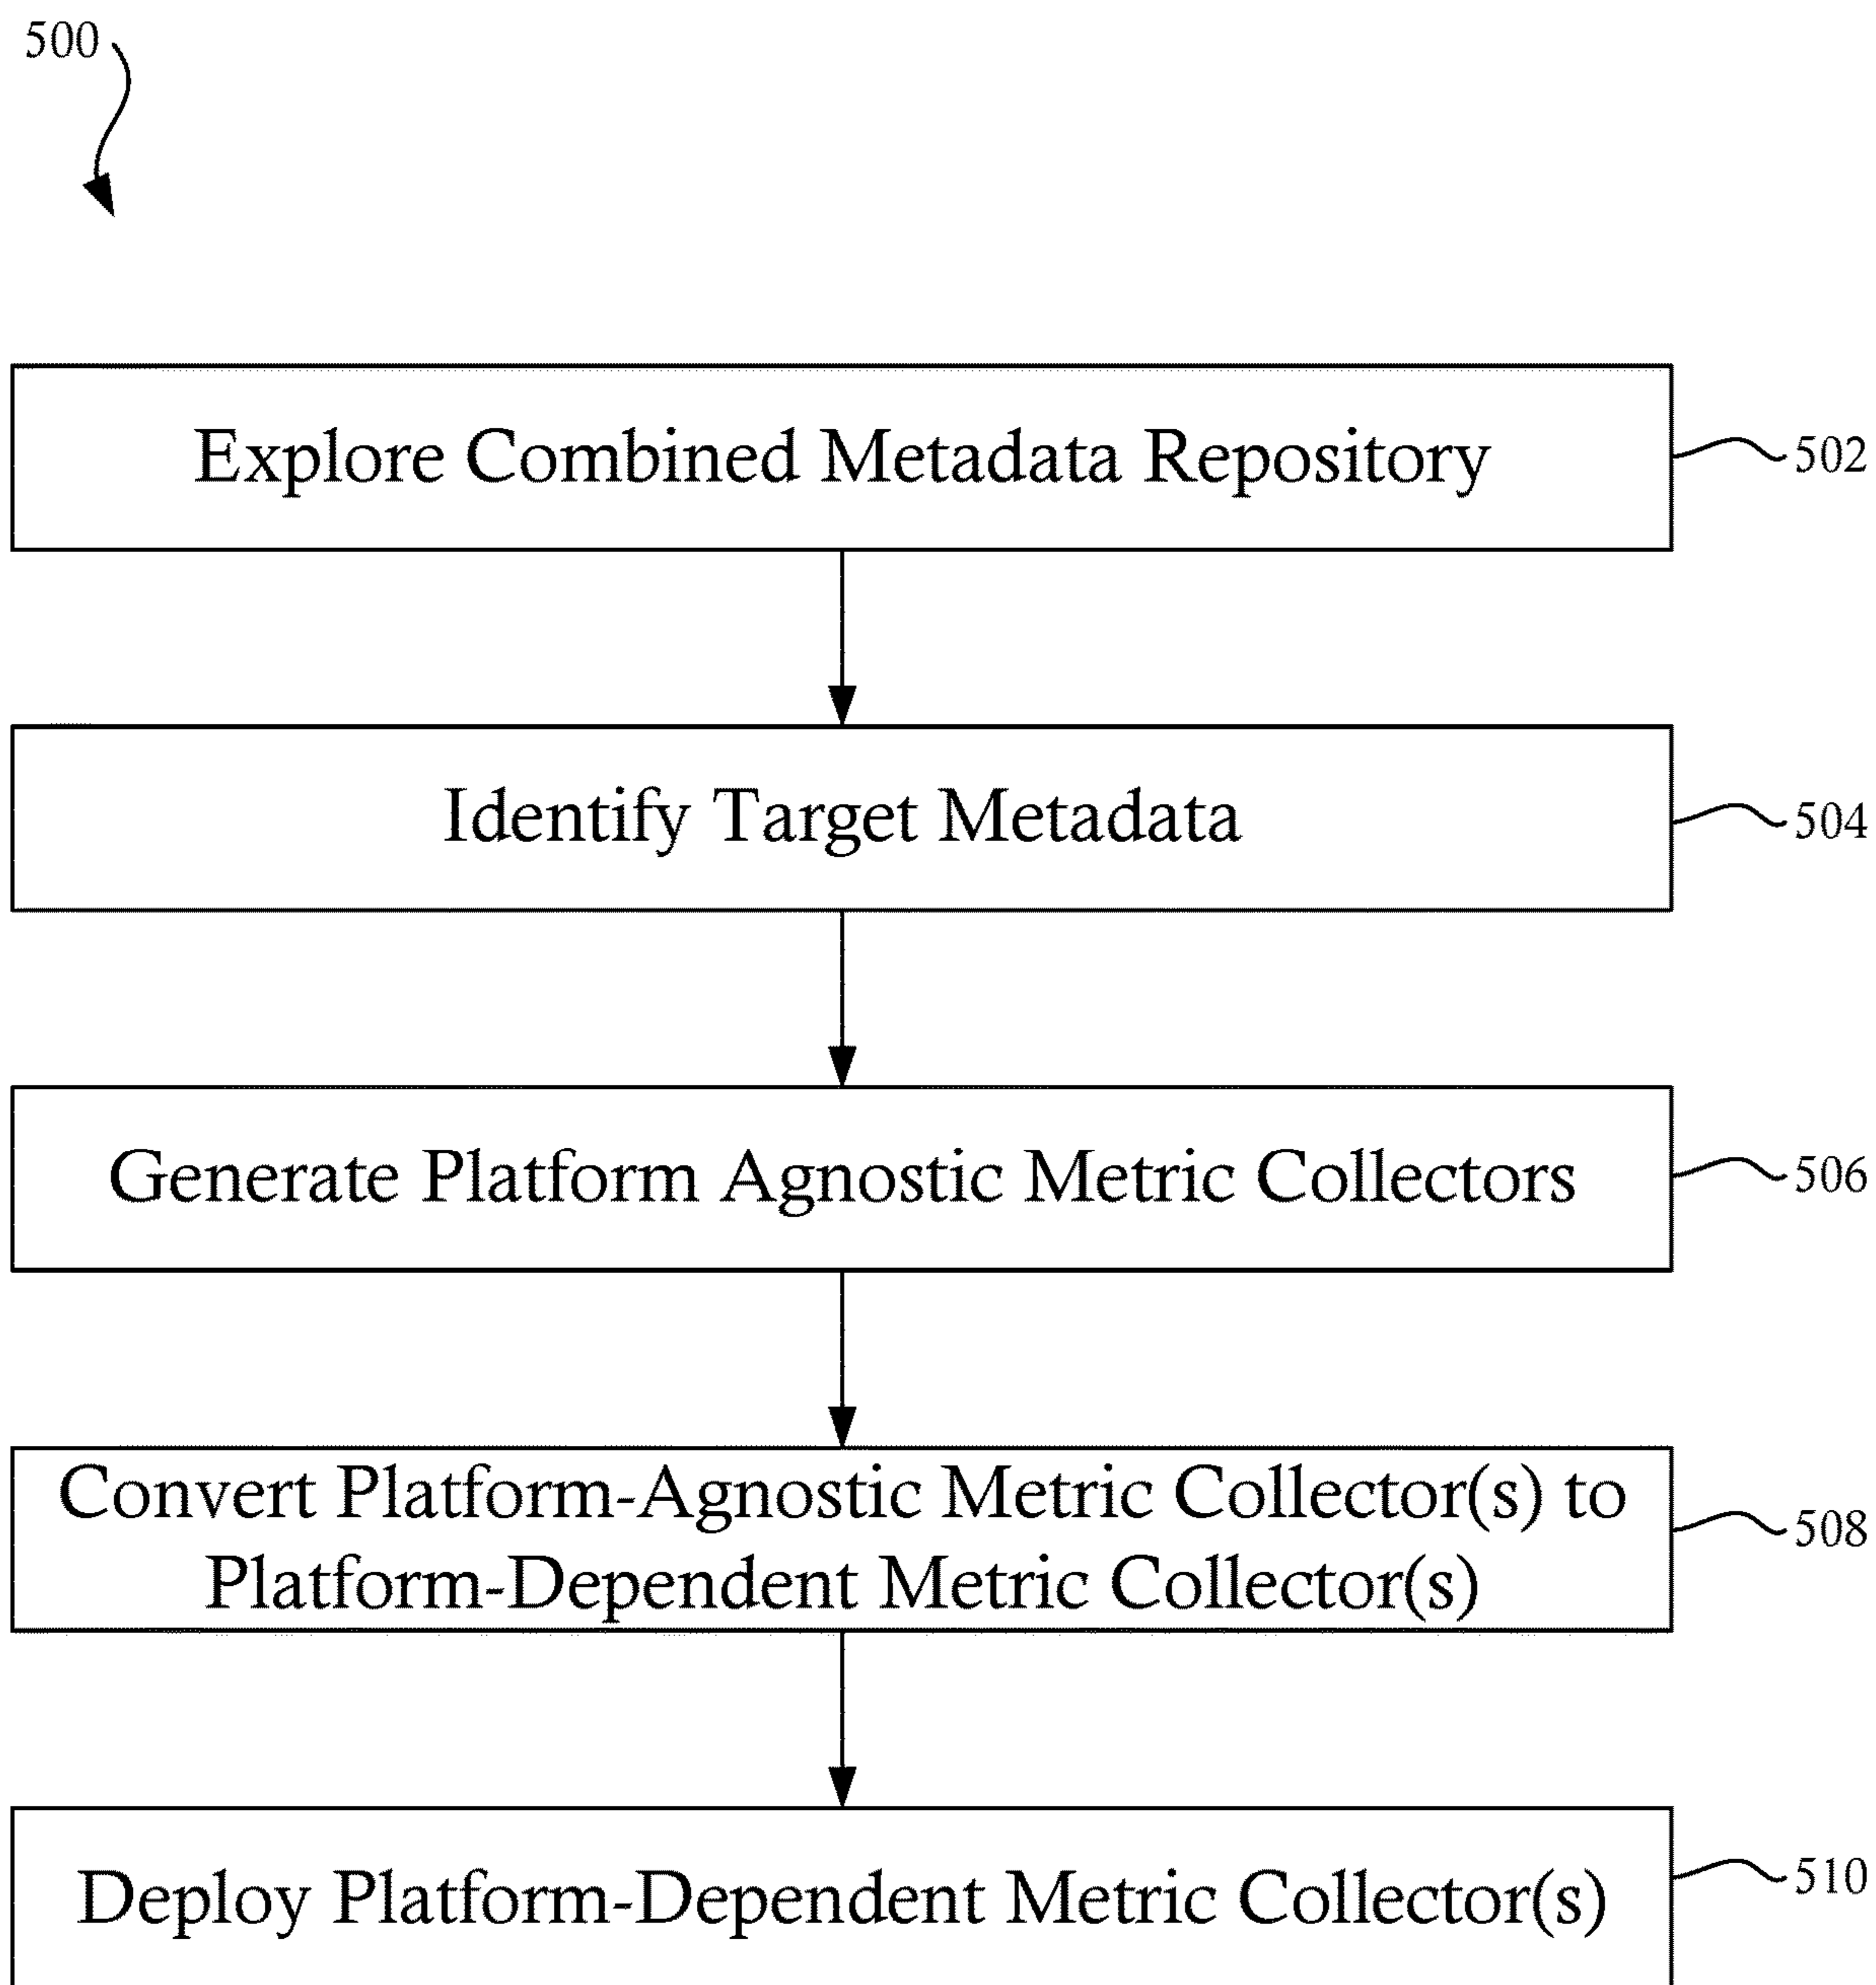 500
Explore Combined Metadata Repository
502
Identify Target Metadata
504
Generate Platform Agnostic Metric Collectors
506
Convert Platform-Agnostic Metric Collector(s) to
Platform-Dependent Metric Collector(s)
508
Deploy Platform-Dependent Metric Collector(s)
510